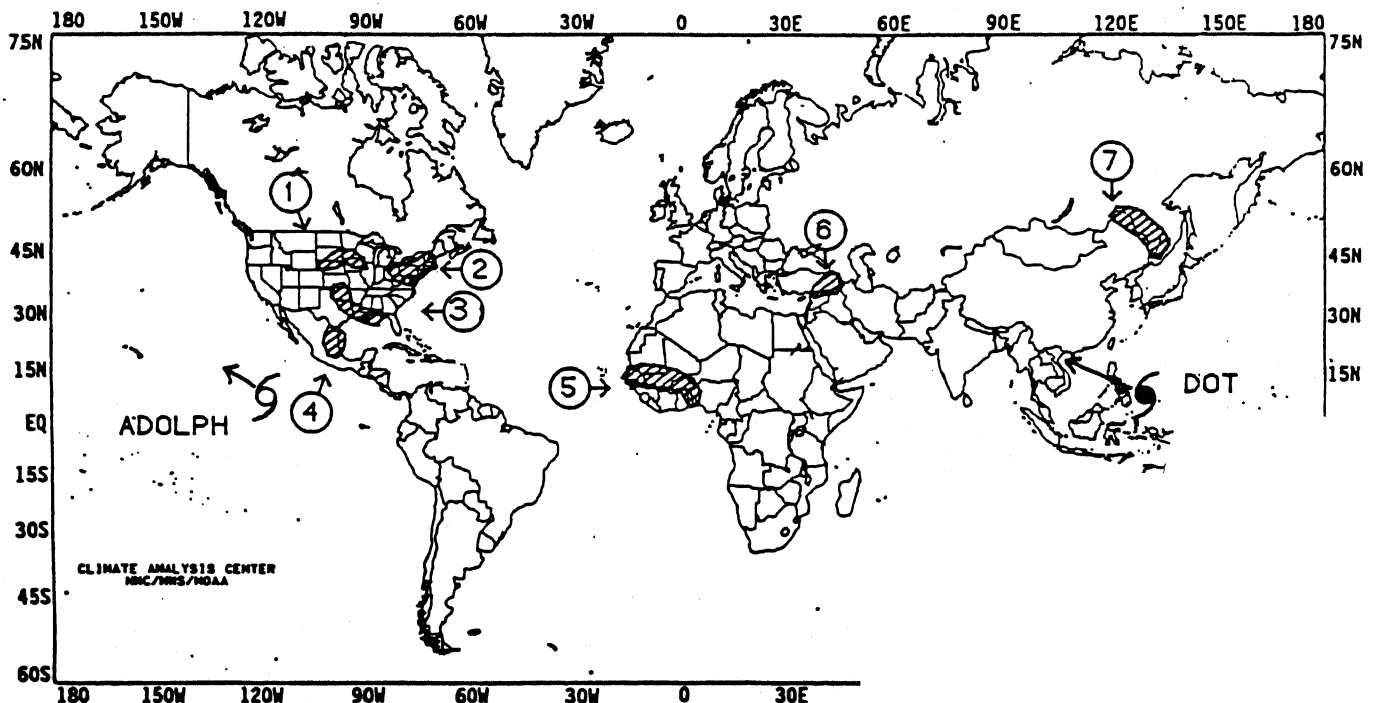 180 150W 120W 90W 60W 30W 0 30E 60E 90E 120E 150E 180
75N 75N
7
60N 60N
1
6
45N 45N
2
3
30N 30N
15N 15N
5 DOT
4
ADOLPH
EQ
15S
30S
CLIMATE ANALYSIS CENTER
NMC/NWS/NOAA
45S
60S
180 150W 120W 90W 60W 30W 0 30E